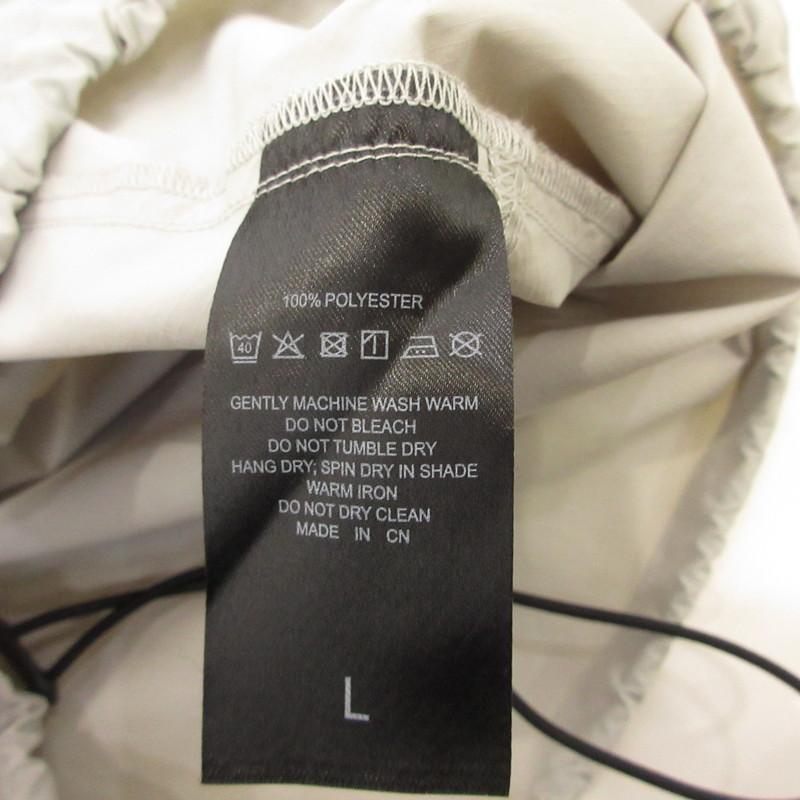 100% POLYESTER
40
GENTLY MACHINE WASH WARM
DO NOT BLEACH
DO NOT TUMBLE DRY
HANG DRY; SPIN DRY IN SHADE
WARM IRON
DO NOT DRY CLEAN
MADE IN CN
L